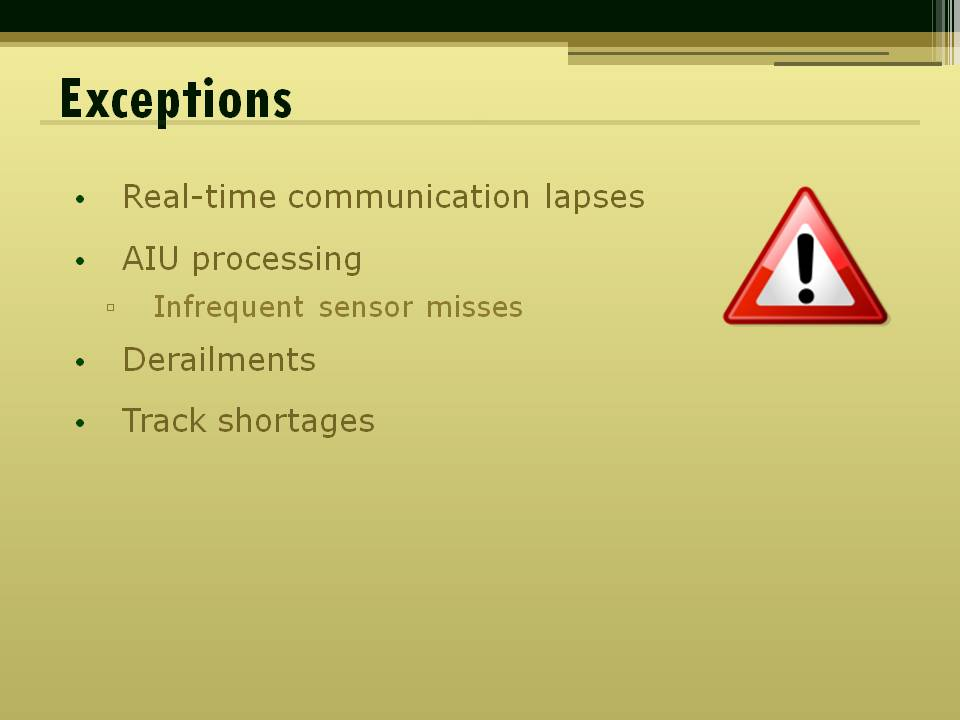 Exceptions
• Real-time communication lapses
• AIU processing
▫ Infrequent sensor misses
• Derailments
• Track shortages